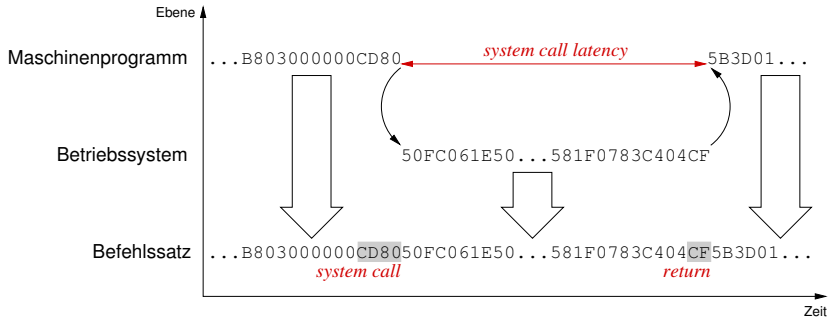 Ebene
Maschinenprogramm ...B803000000CD80 system call latency 5B3D01...
Betriebssystem 50FC061E50...581F0783C404CF
Befehlssatz ...B803000000CD8050FC061E50...581F0783C404CF5B3D01...
system call return
Zeit